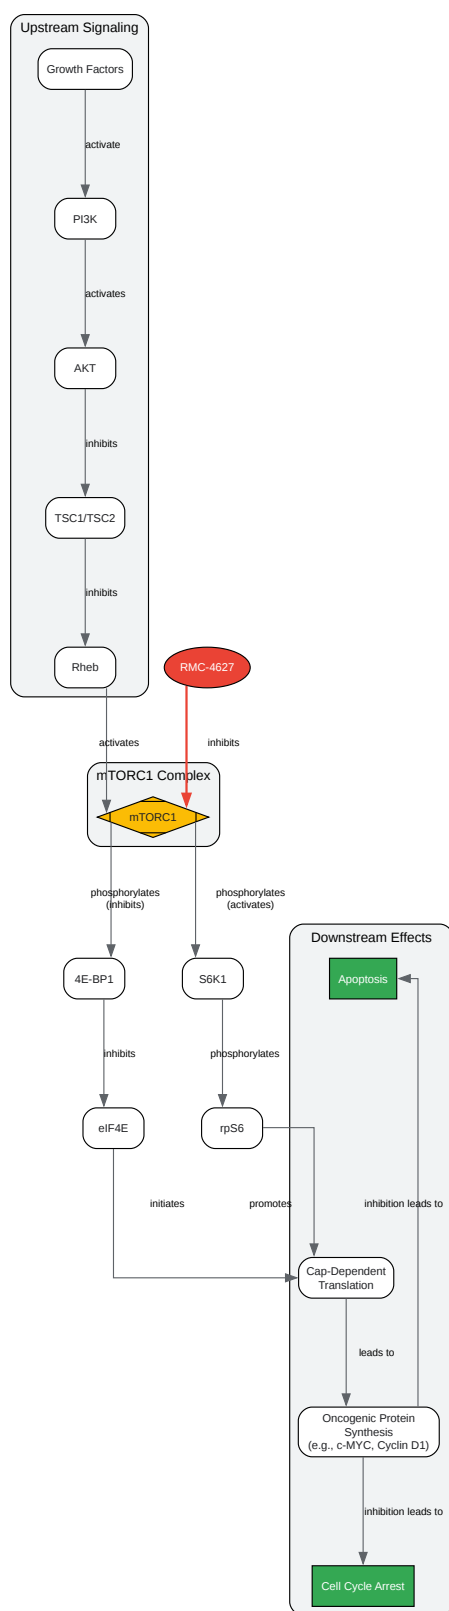 Upstream Signaling
Growth Factors
activate
PI3K
activates
AKT
inhibits
TSC1/TSC2
inhibits
Rheb
RMC-4627
activates
inhibits
mTORC1 Complex
mTORC1
phosphorylates
(inhibits)
phosphorylates
(activates)
Downstream Effects
4E-BP1
S6K1
Apoptosis
inhibits
phosphorylates
eIF4E
rpS6
initiates
promotes
inhibition leads to
Cap-Dependent
Translation
leads to
Oncogenic Protein
Synthesis
(e.g., c-MYC, Cyclin D1)
inhibition leads to
Cell Cycle Arrest